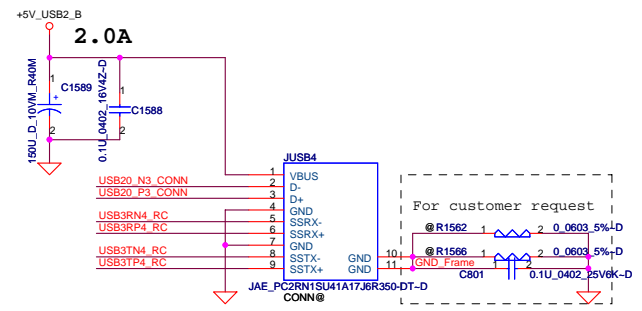 +5V_USB2_B
2.0A
1
C1589
+
150U_D_10VM_R40M
2
1
C1588
0.1U_0402_16V4Z~D
2
JUSB4
1 VBUS
USB20_N3_CONN 2 D-
USB20_P3_CONN 3 D+
4 GND
USB3RN4_RC 5 SSRX-
USB3RP4_RC 6 SSRX+
7 GND
USB3TN4_RC 8 SSTX- GND 10
USB3TP4_RC 9 SSTX+ GND 11
JAE_PC2RN1SU41A17J6R350-DT~D
CONN@
For customer request
@R1562 1 2 0_0603_5%~D
@R1566 1 2 0_0603_5%~D
GND_Frame 1 2
C801 0.1U_0402_25V6K~D